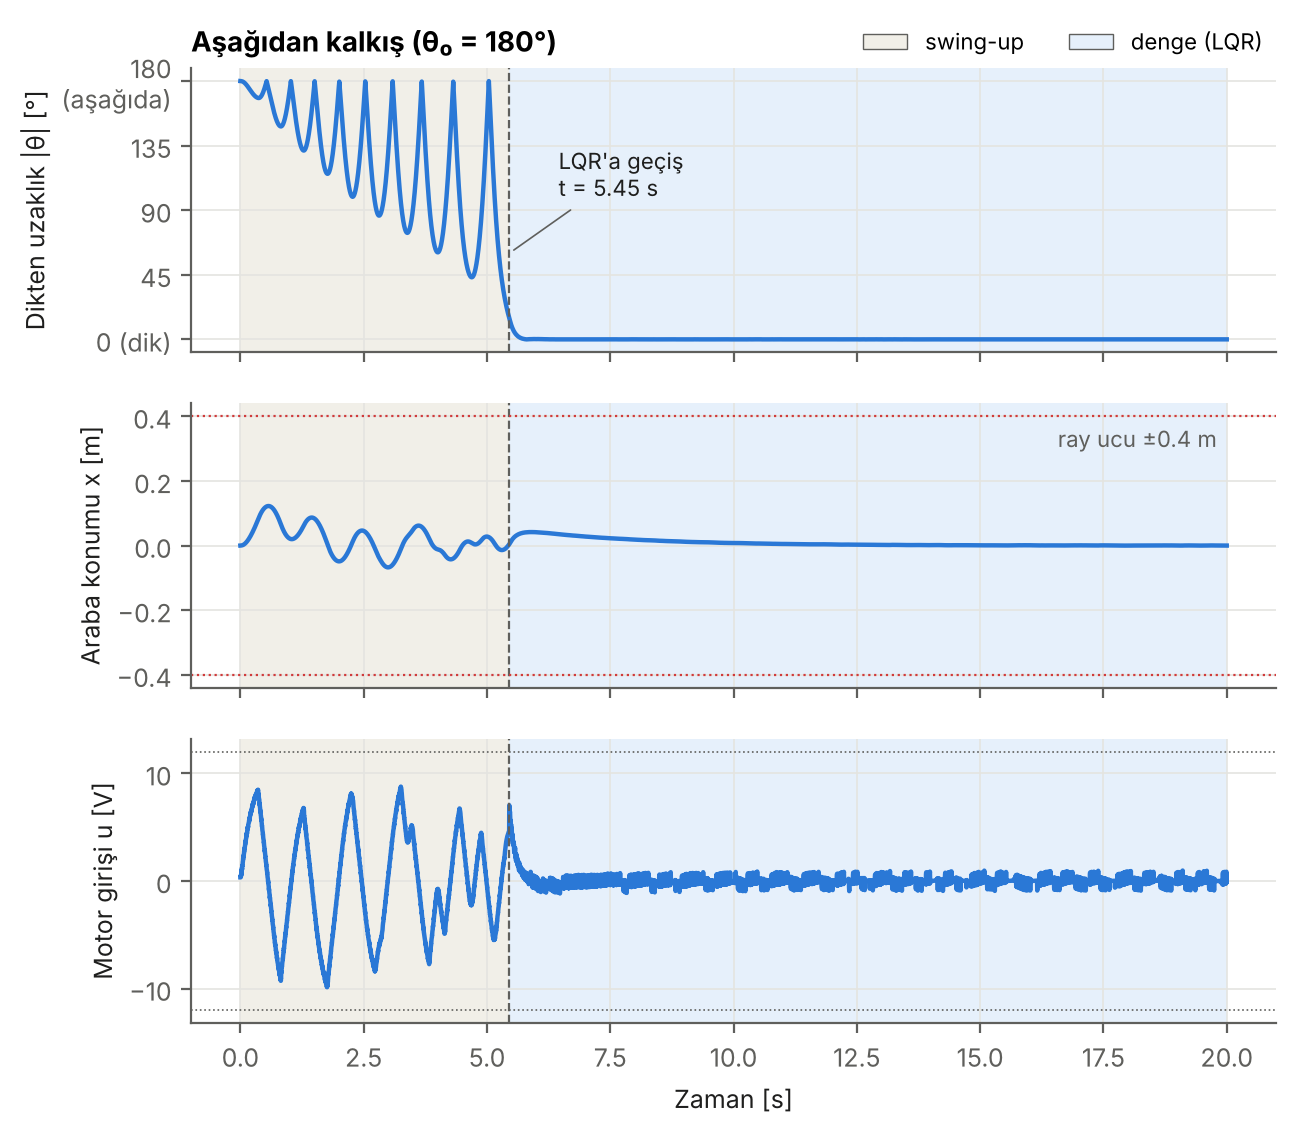 Aşağıdan kalkış (θₒ = 180°)
swing-up
denge (LQR)
Dikten uzaklık |θ| [°]
180
(aşağıda)
135
90
45
0 (dik)
LQR'a geçiş
t = 5.45 s
Araba konumu x [m]
0.4
0.2
0.0
−0.2
−0.4
ray ucu ±0.4 m
Motor girişi u [V]
10
0
−10
0.0
2.5
5.0
7.5
10.0
12.5
15.0
17.5
20.0
Zaman [s]